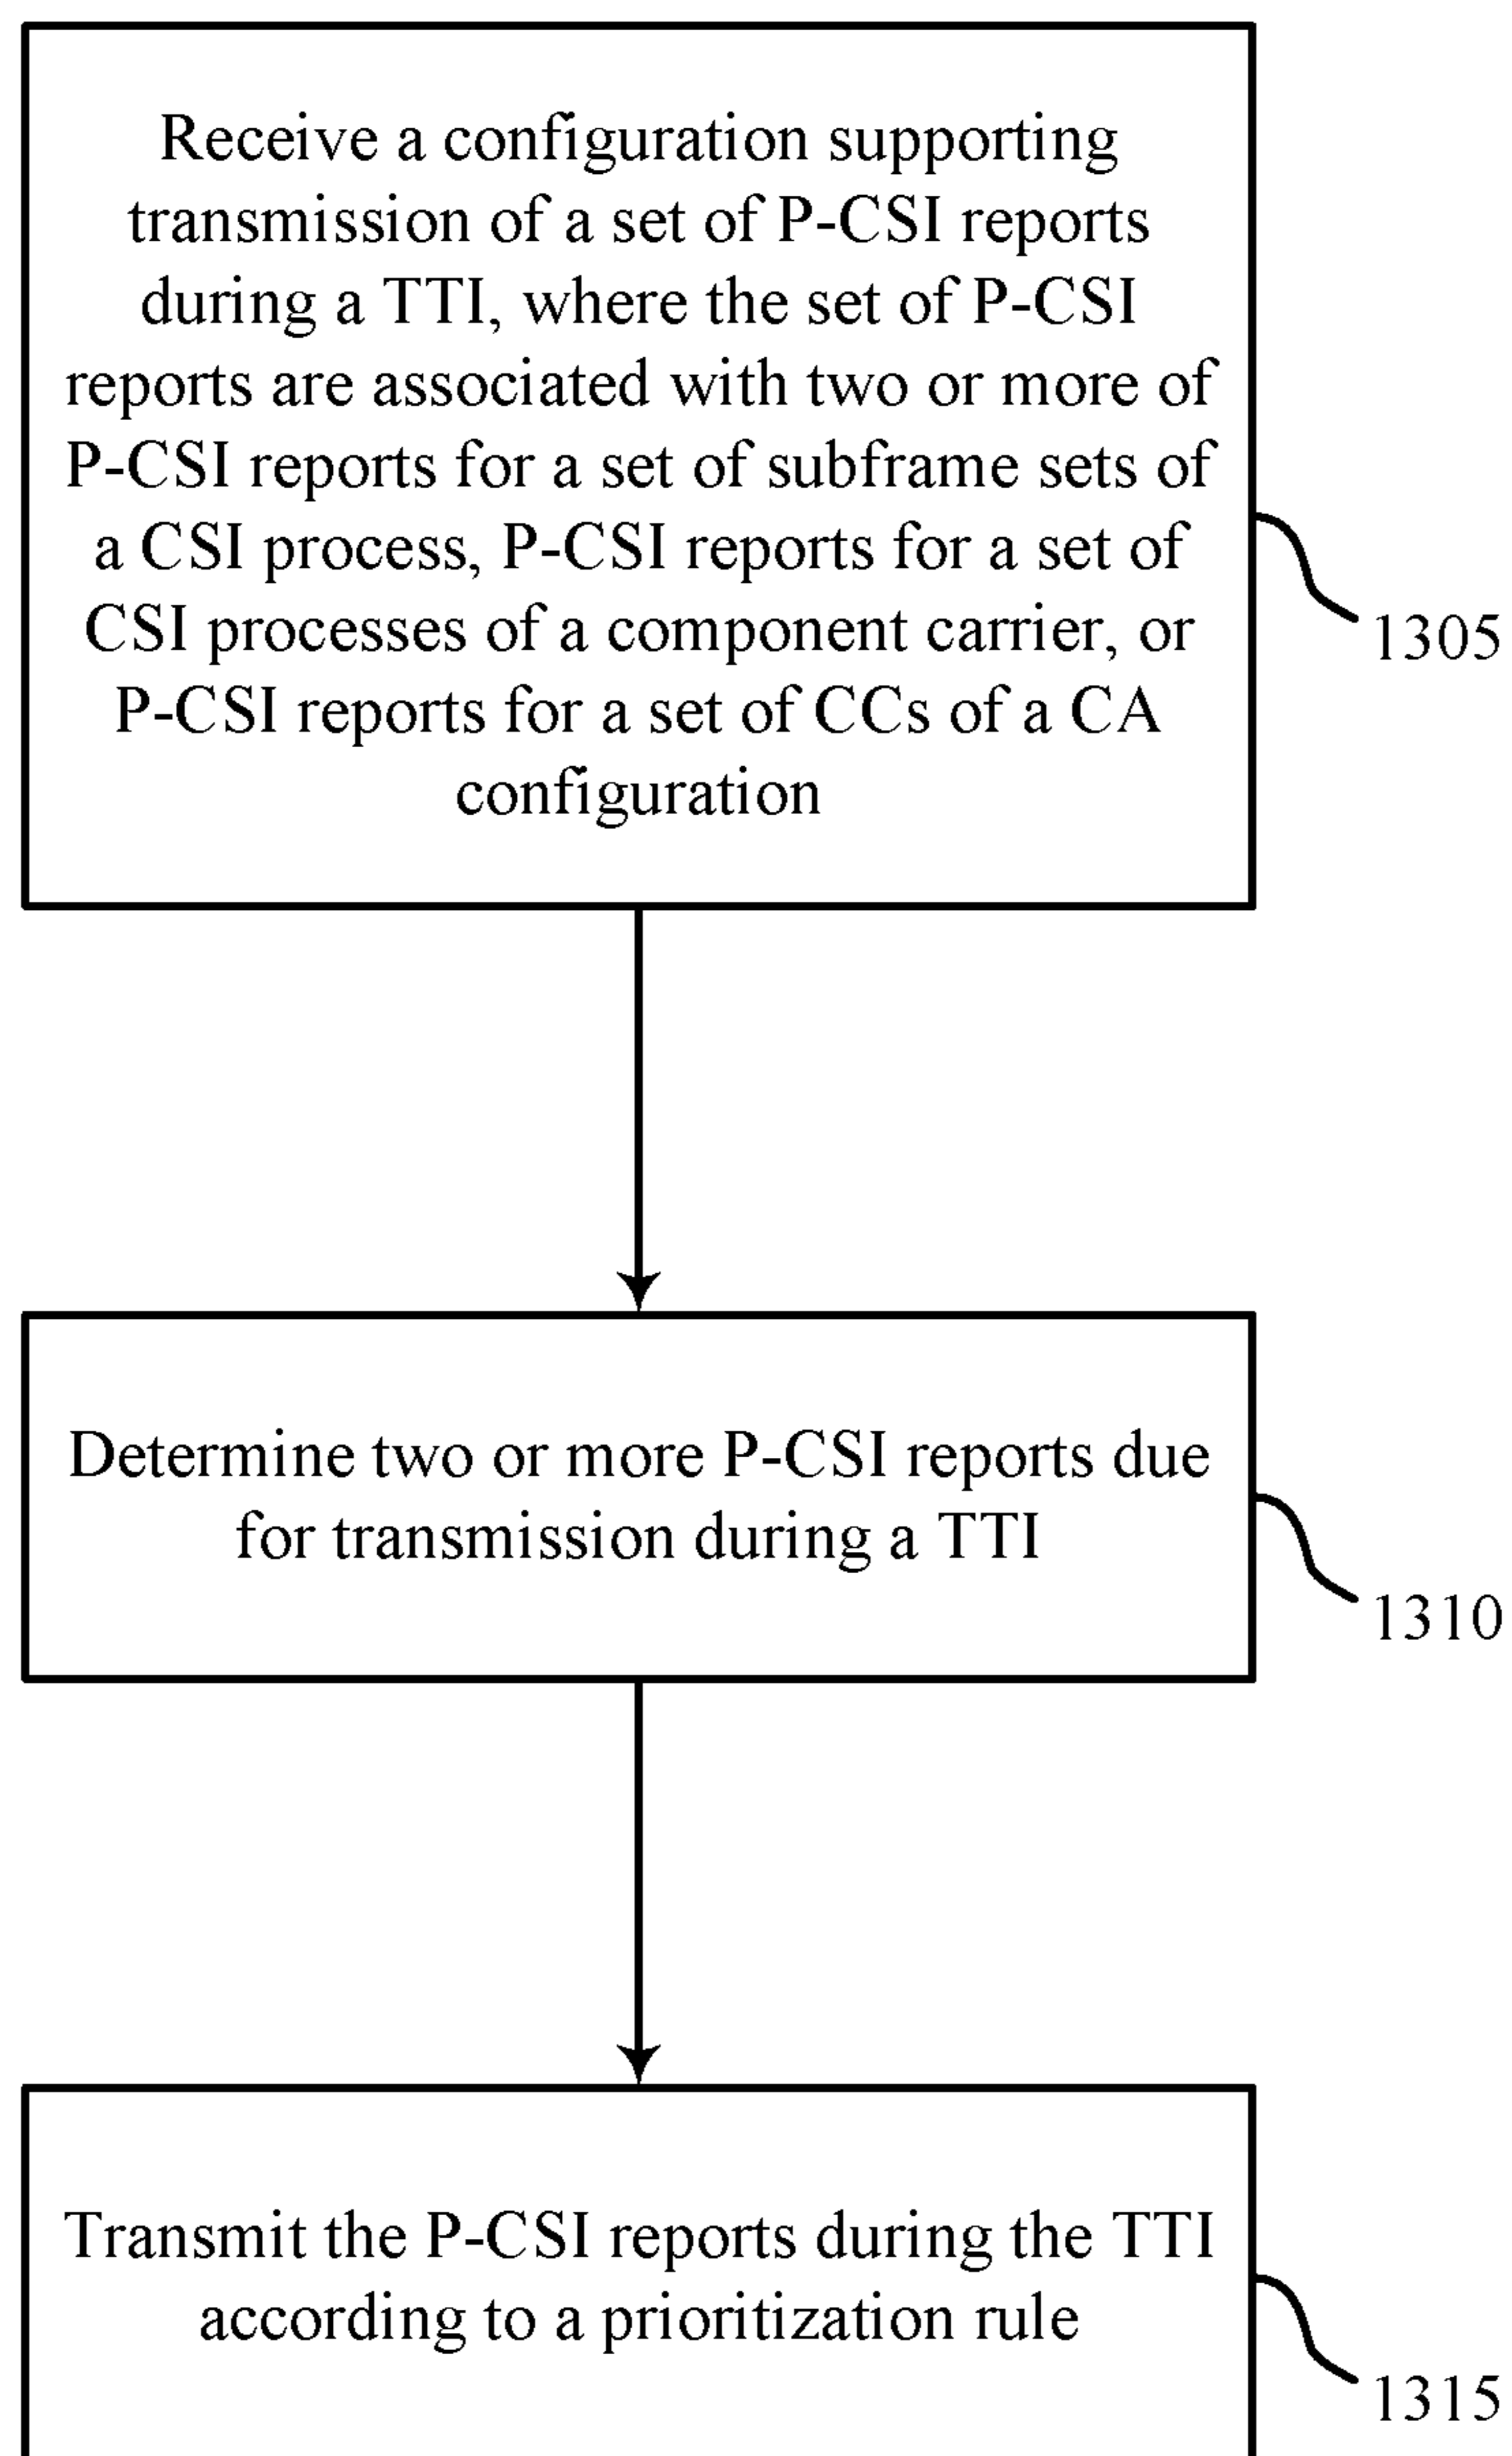 Receive a configuration supporting
transmission of a set of P-CSI reports
during a TTI, where the set of P-CSI
reports are associated with two or more of
P-CSI reports for a set of subframe sets of
a CSI process, P-CSI reports for a set of
CSI processes of a component carrier, or
P-CSI reports for a set of CCs of a CA
configuration
1305
Determine two or more P-CSI reports due
for transmission during a TTI
1310
Transmit the P-CSI reports during the TTI
according to a prioritization rule
1315